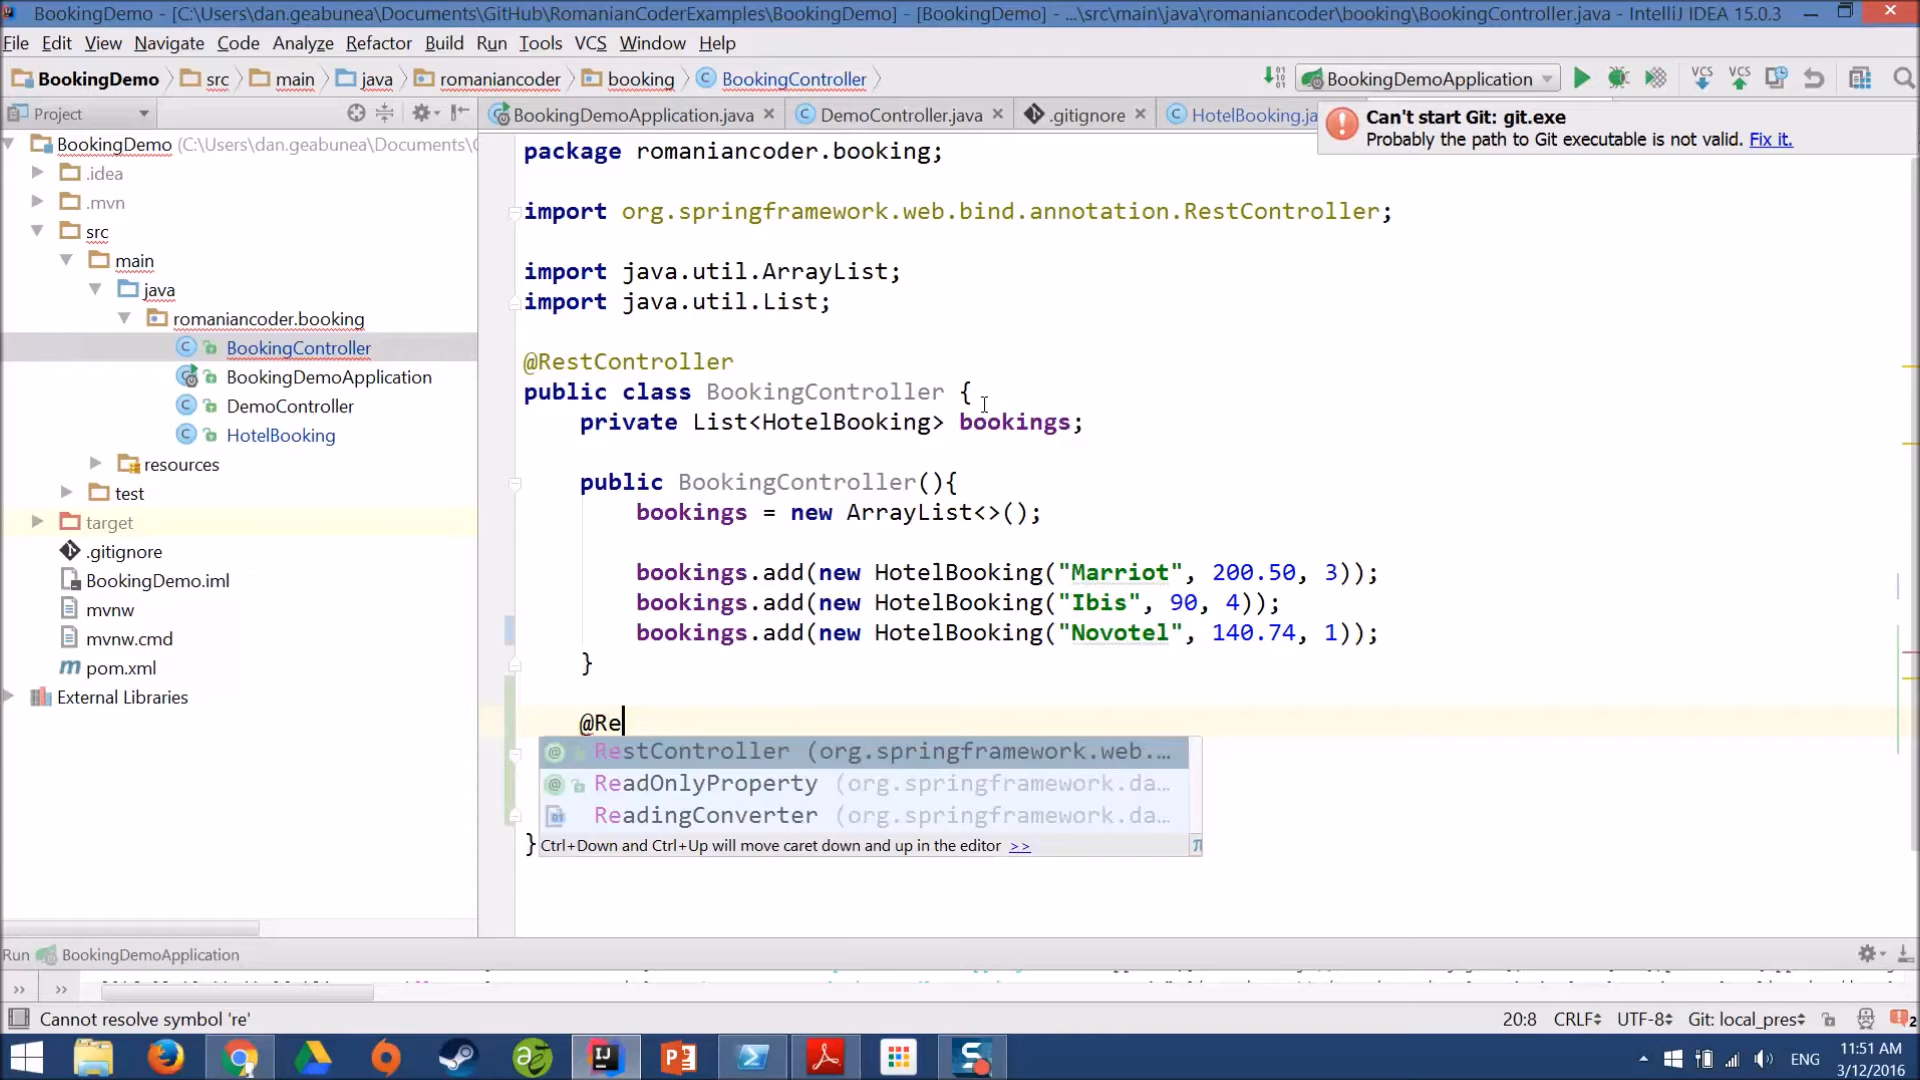 BookingDemo - [C:\Users\dan.geabunea\Documents\GitHub\RomanianCoderExamples\BookingDemo] - [BookingDemo] - ...\src\main\java\romaniancoder\booking\BookingController.java - IntelliJ IDEA 15.0.3
File Edit View Navigate Code Analyze Refactor Build Run Tools VCS Window Help
BookingDemo src main java romaniancoder booking BookingController
BookingDemoApplication
VCS VCS
Project
BookingDemoApplication.java DemoController.java .gitignore HotelBooking.ja
Can't start Git: git.exe
Probably the path to Git executable is not valid. Fix it.
BookingDemo (C:\Users\dan.geabunea\Documents\
.idea
.mvn
src
main
java
romaniancoder.booking
BookingController
BookingDemoApplication
DemoController
HotelBooking
resources
test
target
.gitignore
BookingDemo.iml
mvnw
mvnw.cmd
pom.xml
External Libraries
package romaniancoder.booking;
import org.springframework.web.bind.annotation.RestController;
import java.util.ArrayList;
import java.util.List;
@RestController
public class BookingController {
private List<HotelBooking> bookings;
public BookingController(){
bookings = new ArrayList<>();
bookings.add(new HotelBooking("Marriot", 200.50, 3));
bookings.add(new HotelBooking("Ibis", 90, 4));
bookings.add(new HotelBooking("Novotel", 140.74, 1));
}
@Re
RestController (org.springframework.web....
ReadOnlyProperty (org.springframework.da...
ReadingConverter (org.springframework.da...
} Ctrl+Down and Ctrl+Up will move caret down and up in the editor >> π
Run BookingDemoApplication
Cannot resolve symbol 're'
20:8 CRLF UTF-8 Git: local_pres 2
ENG
11:51 AM
3/12/2016